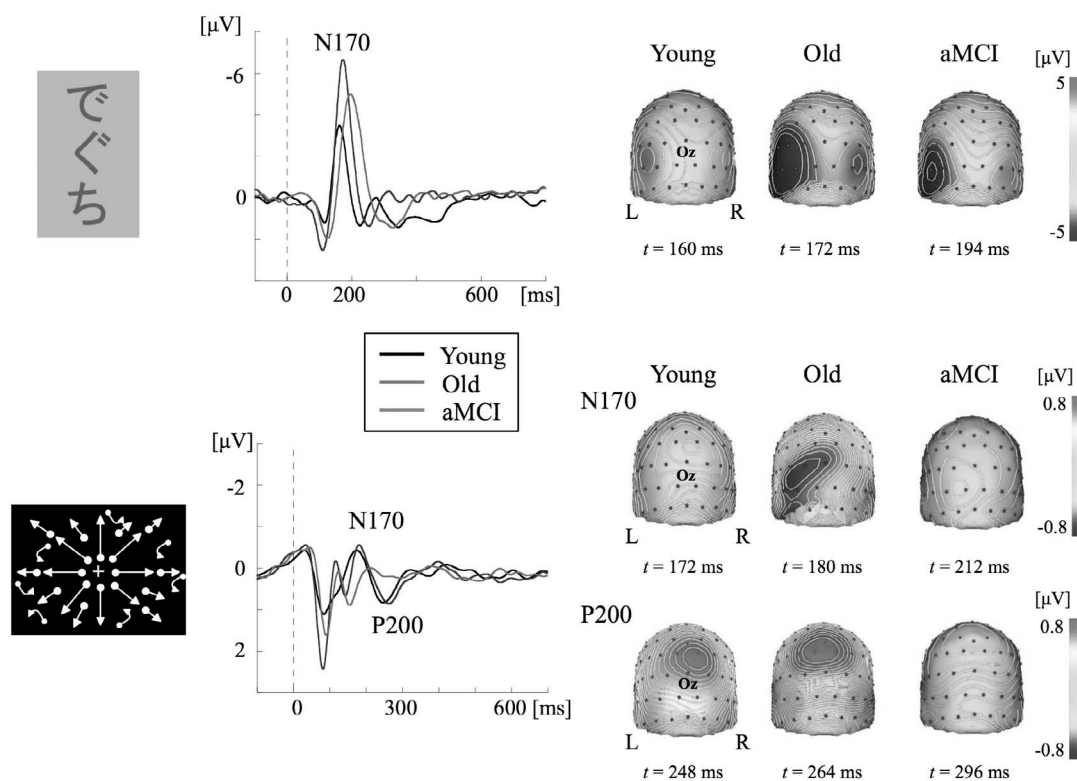 でぐち
[μV]
N170
-6
0
0
200
600
[ms]
Young
Old
aMCI
[μV]
5
-5
Oz
L
R
t = 160 ms
t = 172 ms
t = 194 ms
Young
Old
aMCI
[μV]
-2
0
2
N170
P200
0
300
600 [ms]
N170
Young
Old
aMCI
[μV]
0.8
-0.8
Oz
L
R
t = 172 ms
t = 180 ms
t = 212 ms
P200
[μV]
0.8
-0.8
Oz
L
R
t = 248 ms
t = 264 ms
t = 296 ms